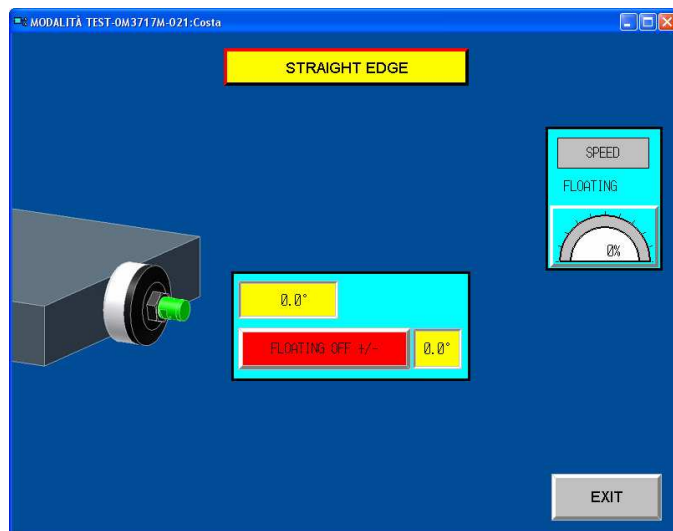 MODALITÀ TEST-0M3717M-021:Costa
STRAIGHT EDGE
SPEED
FLOATING
0%
0.0°
FLOATING OFF +/-
0.0°
EXIT